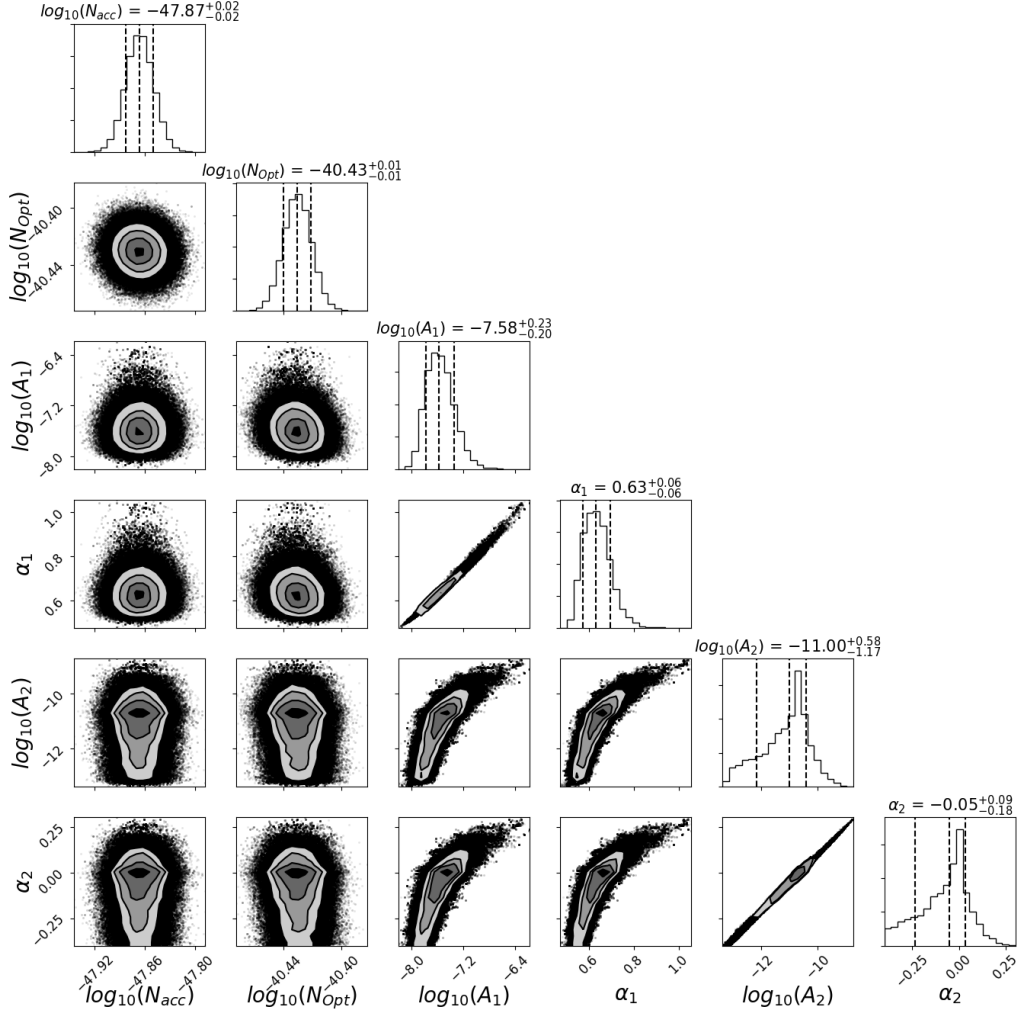 log₁₀(N_acc) = −47.87 +0.02 −0.02
log₁₀(N_Opt) = −40.43 +0.01 −0.01
log₁₀(N_Opt)
−40.40
−40.44
log₁₀(A₁) = −7.58 +0.23 −0.20
log₁₀(A₁)
−6.4
−7.2
−8.0
α₁ = 0.63 +0.06 −0.06
α₁
1.0
0.8
0.6
log₁₀(A₂) = −11.00 +0.58 −1.17
log₁₀(A₂)
−10
−12
α₂ = −0.05 +0.09 −0.18
α₂
0.25
0.00
−0.25
−47.92 −47.86 −47.80 −40.44 −40.40 −8.0 −7.2 −6.4 0.6 0.8 1.0 −12 −10 −0.25 0.00 0.25
log₁₀(N_acc) log₁₀(N_Opt) log₁₀(A₁) α₁ log₁₀(A₂) α₂